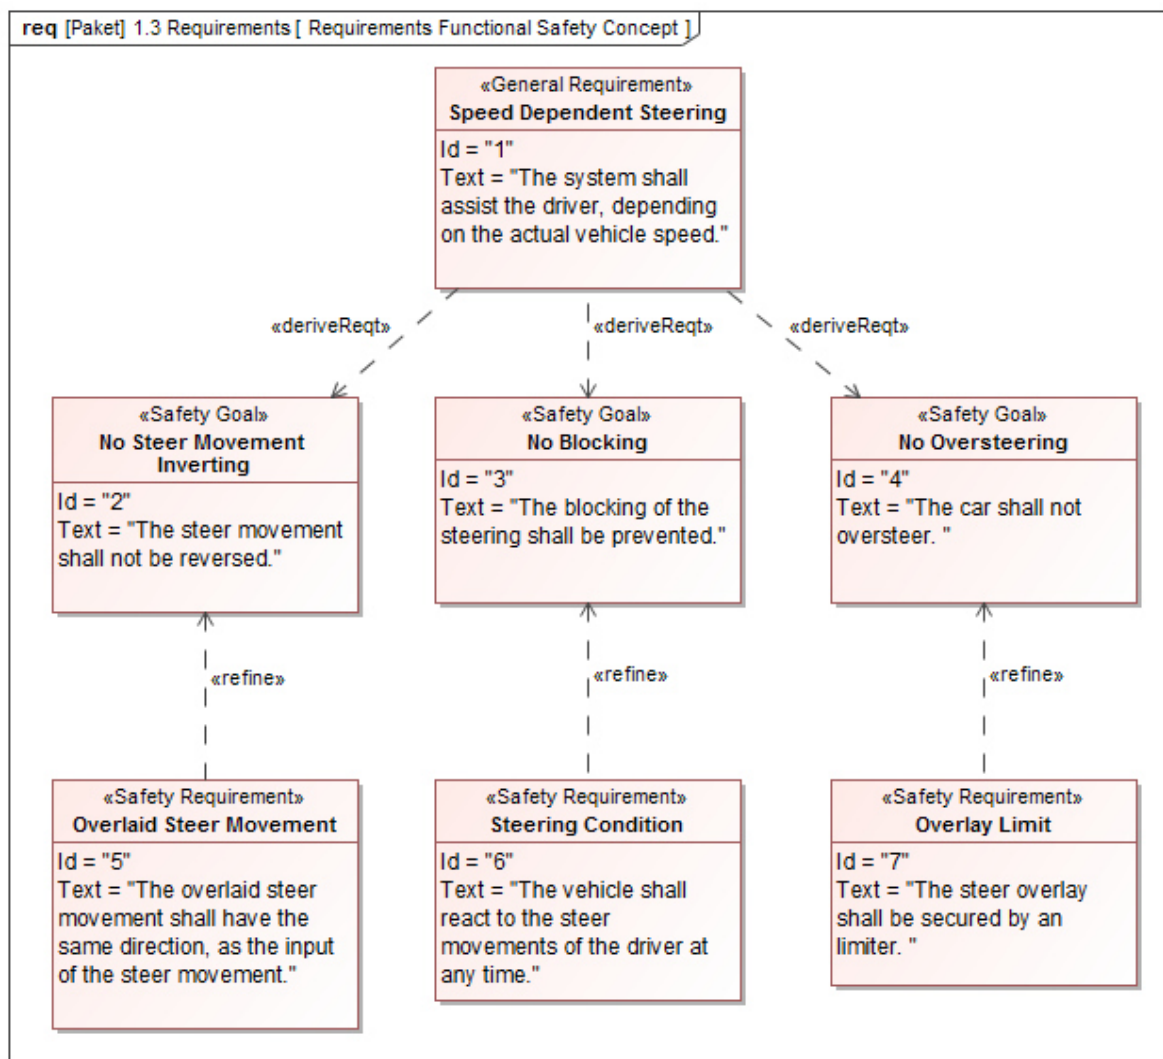 req [Paket] 1.3 Requirements [ Requirements Functional Safety Concept ]
«General Requirement»
Speed Dependent Steering
Id = "1"
Text = "The system shall
assist the driver, depending
on the actual vehicle speed."
«deriveReqt»
«deriveReqt»
«deriveReqt»
«Safety Goal»
No Steer Movement
Inverting
Id = "2"
Text = "The steer movement
shall not be reversed."
«Safety Goal»
No Blocking
Id = "3"
Text = "The blocking of the
steering shall be prevented."
«Safety Goal»
No Oversteering
Id = "4"
Text = "The car shall not
oversteer. "
«refine»
«refine»
«refine»
«Safety Requirement»
Overlaid Steer Movement
Id = "5"
Text = "The overlaid steer
movement shall have the
same direction, as the input
of the steer movement."
«Safety Requirement»
Steering Condition
Id = "6"
Text = "The vehicle shall
react to the steer
movements of the driver at
any time."
«Safety Requirement»
Overlay Limit
Id = "7"
Text = "The steer overlay
shall be secured by an
limiter. "